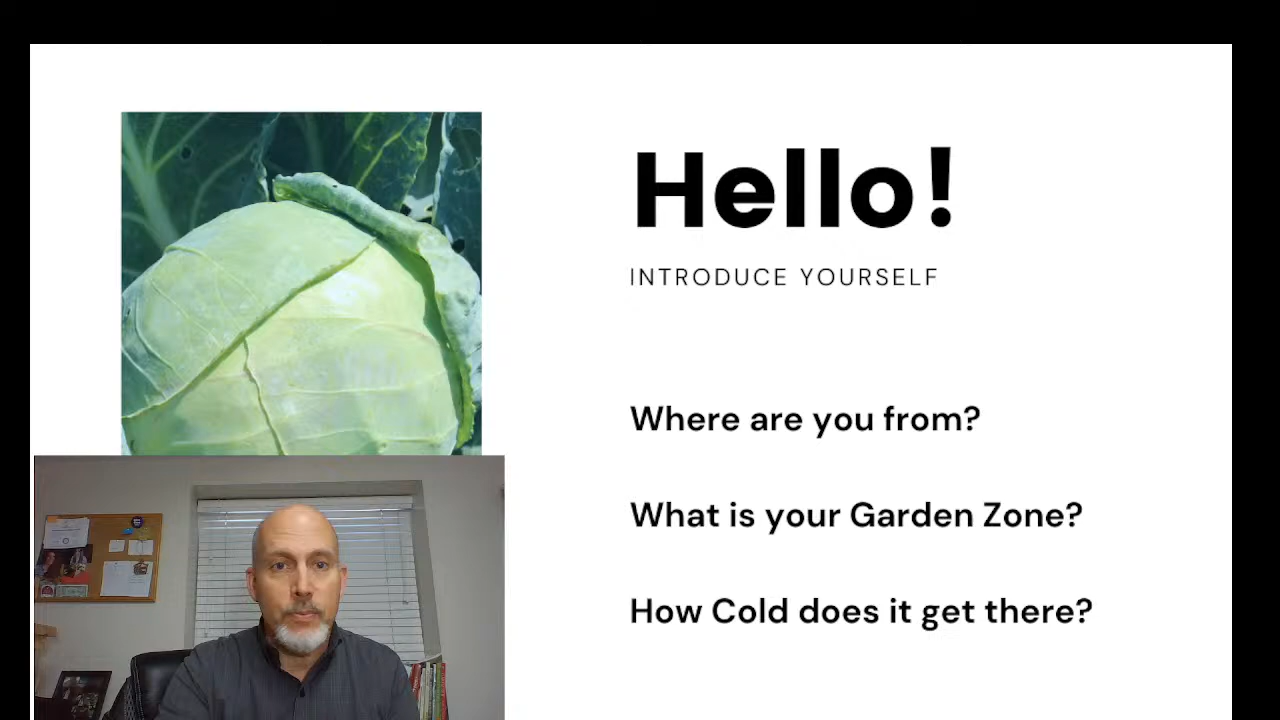 Hello!
INTRODUCE YOURSELF
Where are you from?
What is your Garden Zone?
How Cold does it get there?